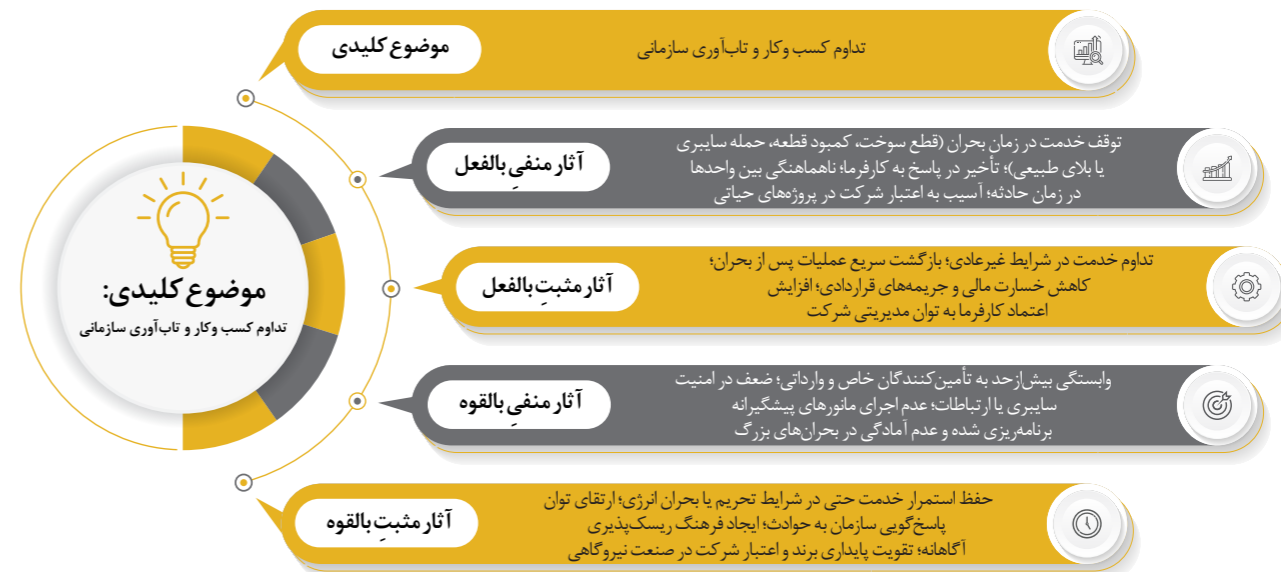 موضوع کلیدی
تداوم کسب وکار و تاب‌آوری سازمانی
آثار منفیِ بالفعل
توقف خدمت در زمان بحران (قطع سوخت، کمبود قطعه، حمله سایبری
یا بلای طبیعی)؛ تأخیر در پاسخ به کارفرما؛ ناهماهنگی بین واحدها
در زمان حادثه؛ آسیب به اعتبار شرکت در پروژه‌های حیاتی
آثار مثبتِ بالفعل
تداوم خدمت در شرایط غیرعادی؛ بازگشت سریع عملیات پس از بحران؛
کاهش خسارت مالی و جریمه‌های قراردادی؛ افزایش
اعتماد کارفرما به توان مدیریتی شرکت
آثار منفیِ بالقوه
وابستگی بیش‌ازحد به تأمین‌کنندگان خاص و وارداتی؛ ضعف در امنیت
سایبری یا ارتباطات؛ عدم اجرای مانورهای پیشگیرانه
برنامه‌ریزی شده و عدم آمادگی در بحران‌های بزرگ
آثار مثبتِ بالقوه
حفظ استمرار خدمت حتی در شرایط تحریم یا بحران انرژی؛ ارتقای توان
پاسخ‌گویی سازمان به حوادث؛ ایجاد فرهنگ ریسک‌پذیری
آگاهانه؛ تقویت پایداری برند و اعتبار شرکت در صنعت نیروگاهی
موضوع کلیدی:
تداوم کسب وکار و تاب‌آوری سازمانی